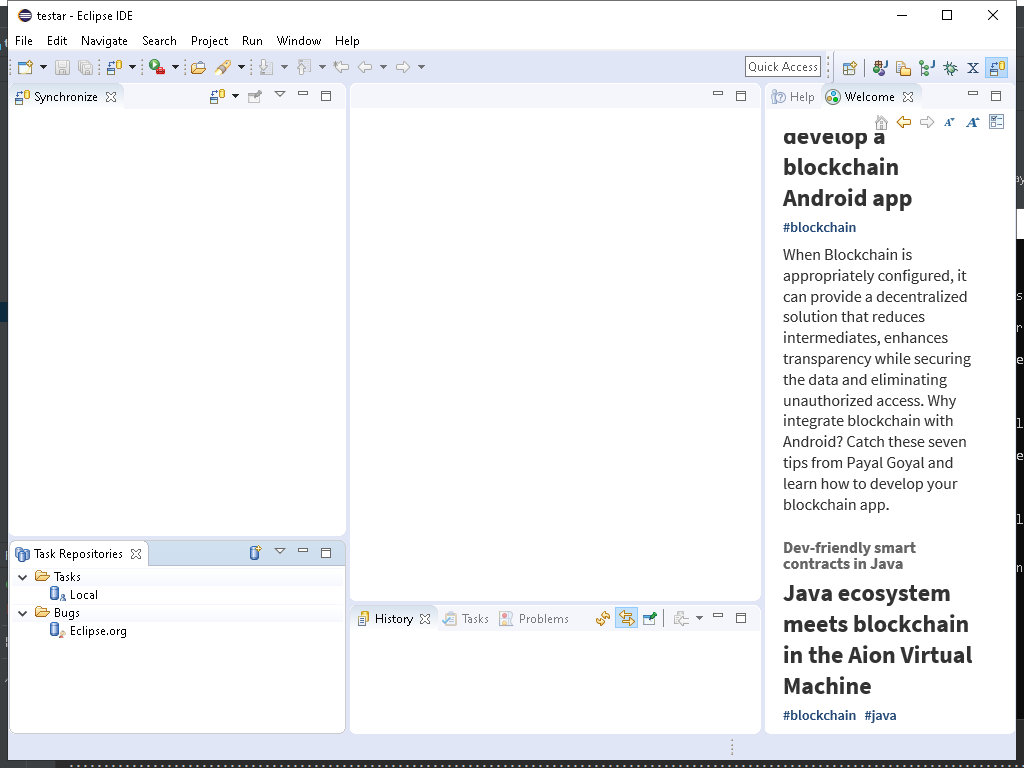 testar - Eclipse IDE
File Edit Navigate Search Project Run Window Help
Quick Access
Synchronize
Help Welcome
develop a
blockchain
Android app
#blockchain
When Blockchain is
appropriately configured, it
can provide a decentralized
solution that reduces
intermediates, enhances
transparency while securing
the data and eliminating
unauthorized access. Why
integrate blockchain with
Android? Catch these seven
tips from Payal Goyal and
learn how to develop your
blockchain app.
Dev-friendly smart
contracts in Java
Java ecosystem
meets blockchain
in the Aion Virtual
Machine
#blockchain #java
Task Repositories
Tasks
Local
Bugs
Eclipse.org
History Tasks Problems